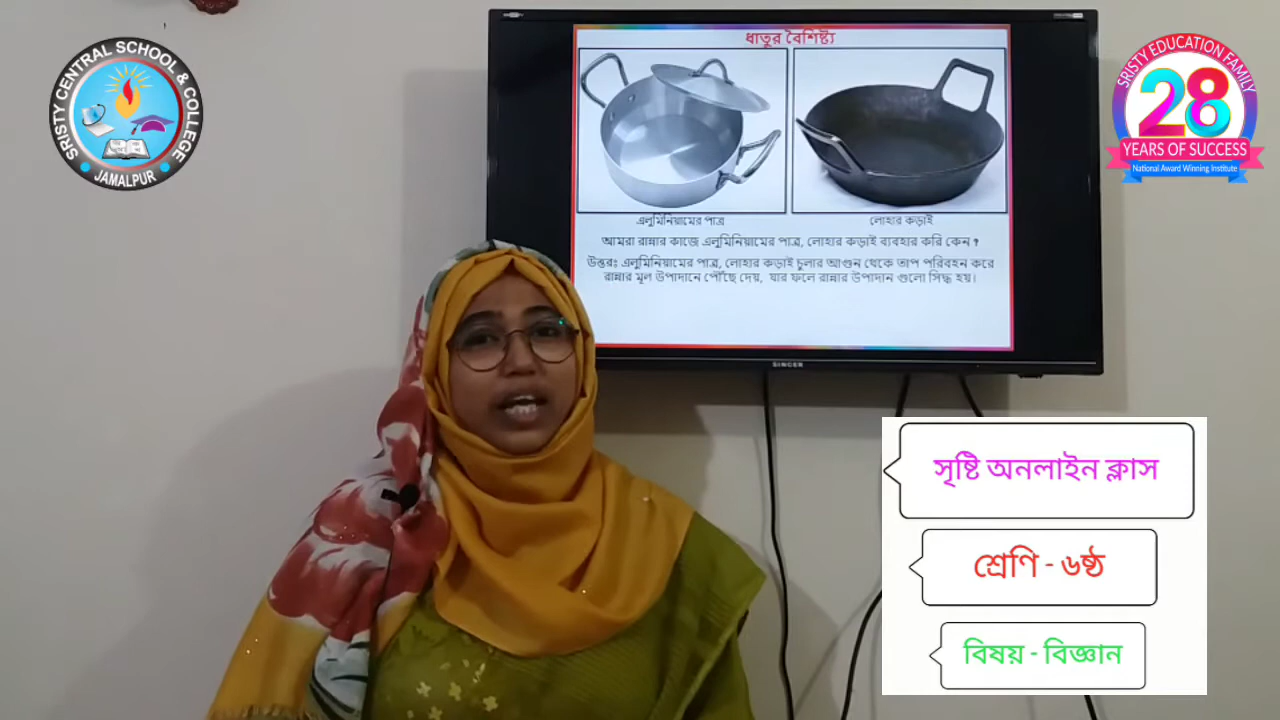 SRISTY CENTRAL SCHOOL & COLLEGE
JAMALPUR
SRISTY EDUCATION FAMILY
28
YEARS OF SUCCESS
National Award Winning Institute
ধাতুর বৈশিষ্ট্য
এলুমিনিয়ামের পাত্র
লোহার কড়াই
আমরা রান্নার কাজে এলুমিনিয়ামের পাত্র, লোহার কড়াই ব্যবহার করি কেন ?
উত্তরঃ এলুমিনিয়ামের পাত্র, লোহার কড়াই চুলার আগুন থেকে তাপ পরিবহন করে
রান্নার মূল উপাদানে পৌঁছে দেয়, যার ফলে রান্নার উপাদান গুলো সিদ্ধ হয়।
SINGER
সৃষ্টি অনলাইন ক্লাস
শ্রেণি - ৬ষ্ঠ
বিষয় - বিজ্ঞান